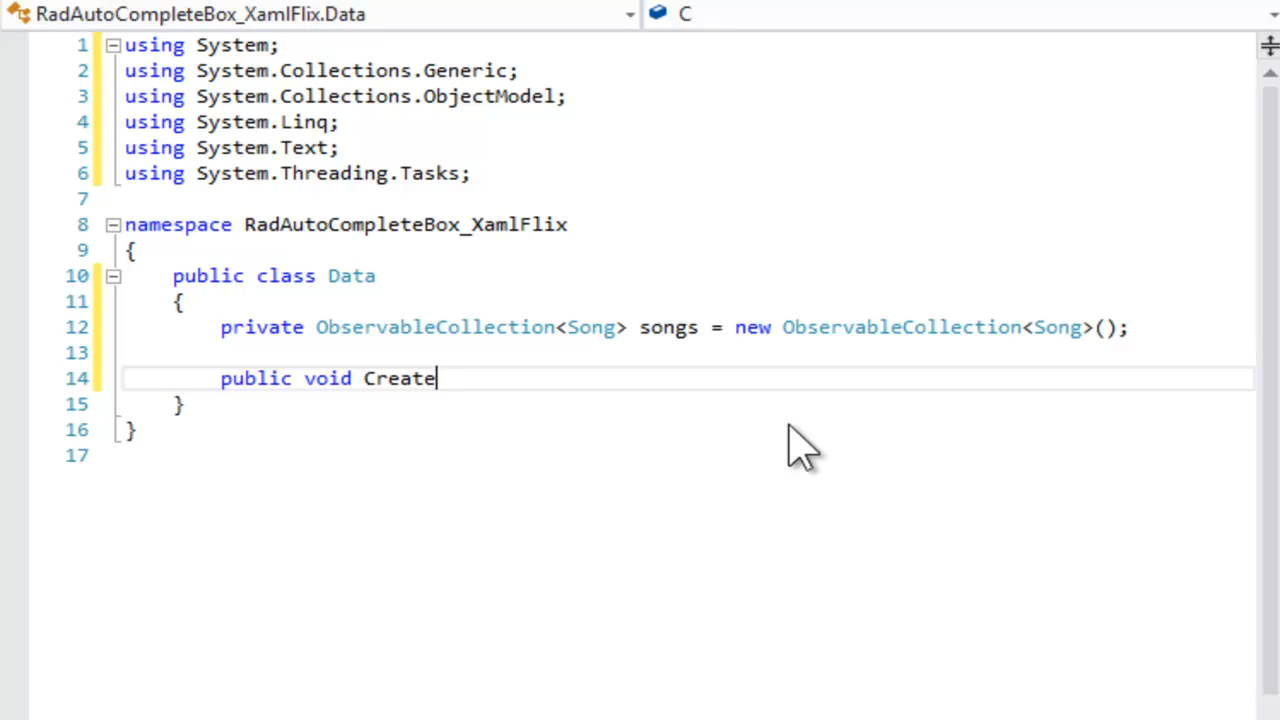 RadAutoCompleteBox_XamlFlix.Data C
1 using System;
2 using System.Collections.Generic;
3 using System.Collections.ObjectModel;
4 using System.Linq;
5 using System.Text;
6 using System.Threading.Tasks;
7
8 namespace RadAutoCompleteBox_XamlFlix
9 {
10     public class Data
11     {
12         private ObservableCollection<Song> songs = new ObservableCollection<Song>();
13
14         public void Create
15     }
16 }
17